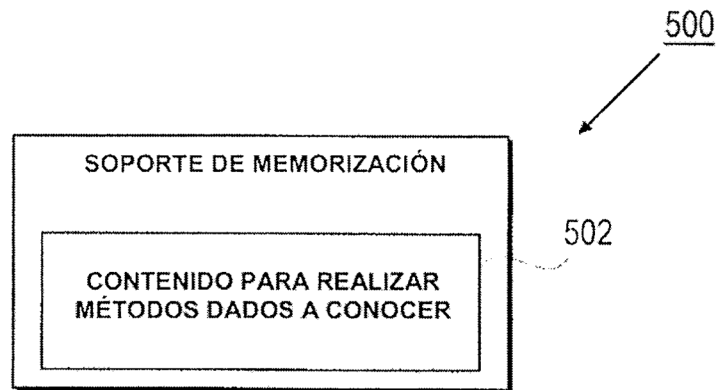 500
SOPORTE DE MEMORIZACIÓN
502
CONTENIDO PARA REALIZAR
MÉTODOS DADOS A CONOCER